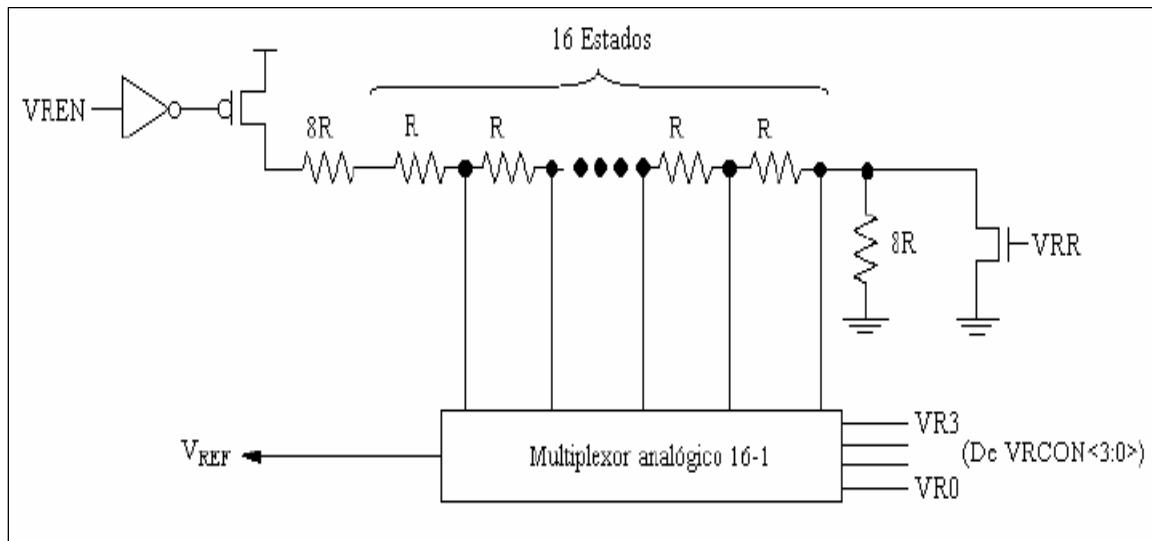 16 Estados
VREN
8R
R
R
R
R
8R
VRR
VREF
Multiplexor analógico 16-1
VR3
(De VRCON<3:0>)
VR0